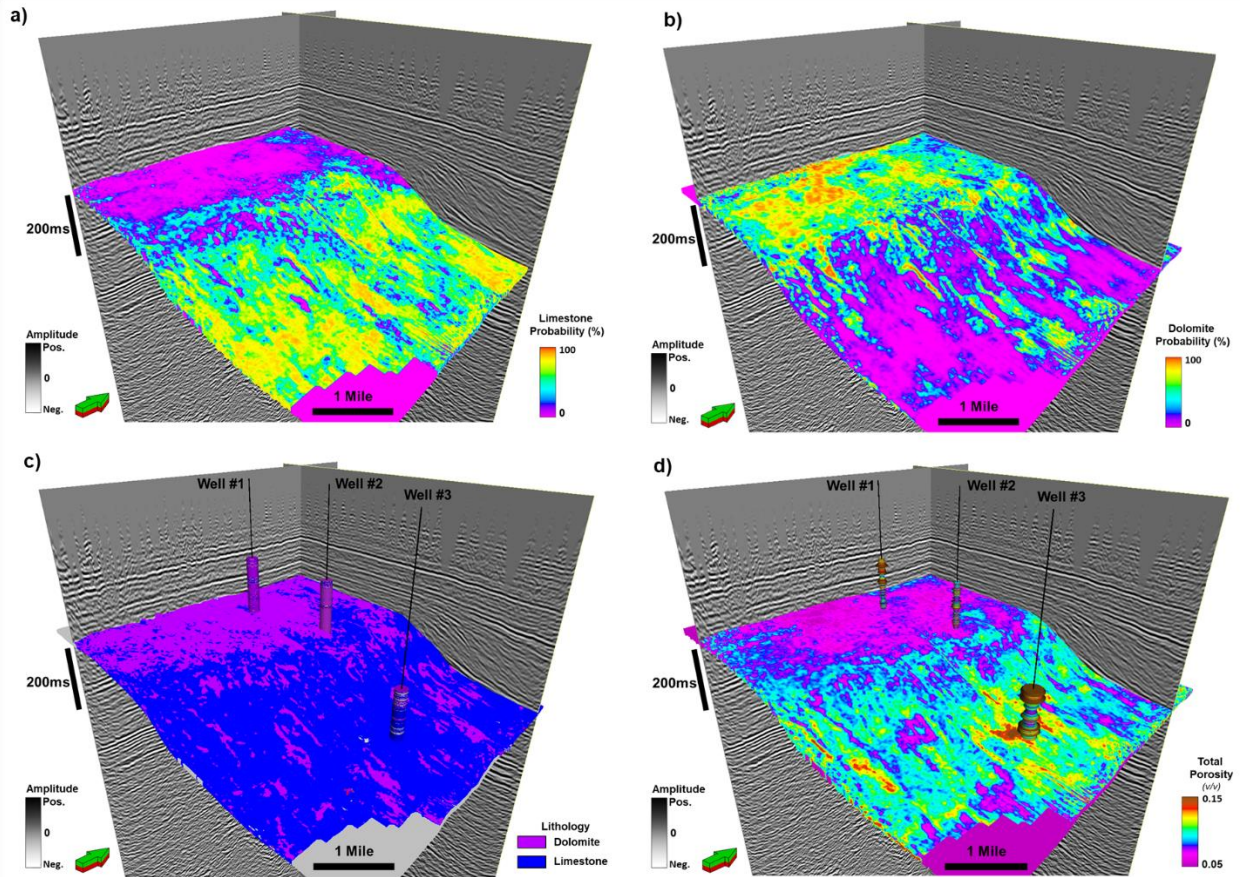 a)
200ms
Amplitude
Pos.
0
Neg.
1 Mile
Limestone
Probability (%)
100
0
b)
200ms
Amplitude
Pos.
0
Neg.
1 Mile
Dolomite
Probability (%)
100
0
c)
Well #1
Well #2
Well #3
200ms
Amplitude
Pos.
0
Neg.
1 Mile
Lithology
Dolomite
Limestone
d)
Well #1
Well #2
Well #3
200ms
Amplitude
Pos.
0
Neg.
1 Mile
Total
Porosity
(v/v)
0.15
0.05